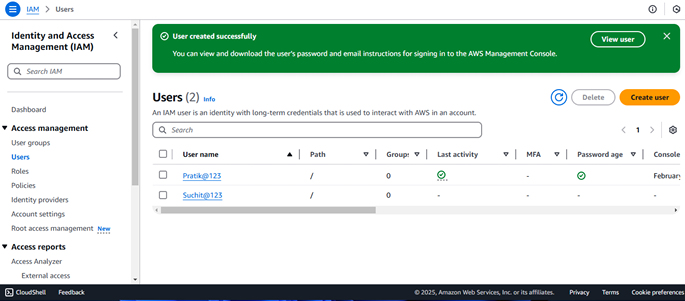 IAM > Users
Identity and Access Management (IAM)
Search IAM
Dashboard
Access management
User groups
Users
Roles
Policies
Identity providers
Account settings
Root access management New
Access reports
Access Analyzer
External access
User created successfully
You can view and download the user's password and email instructions for signing in to the AWS Management Console.
View user
Users (2) Info
Delete
Create user
An IAM user is an identity with long-term credentials that is used to interact with AWS in an account.
Search
1
User name Path Groups Last activity MFA Password age Console
Pratik@123 / 0 - February
Suchit@123 / 0 - - - -
CloudShell Feedback © 2025, Amazon Web Services, Inc. or its affiliates. Privacy Terms Cookie preferences